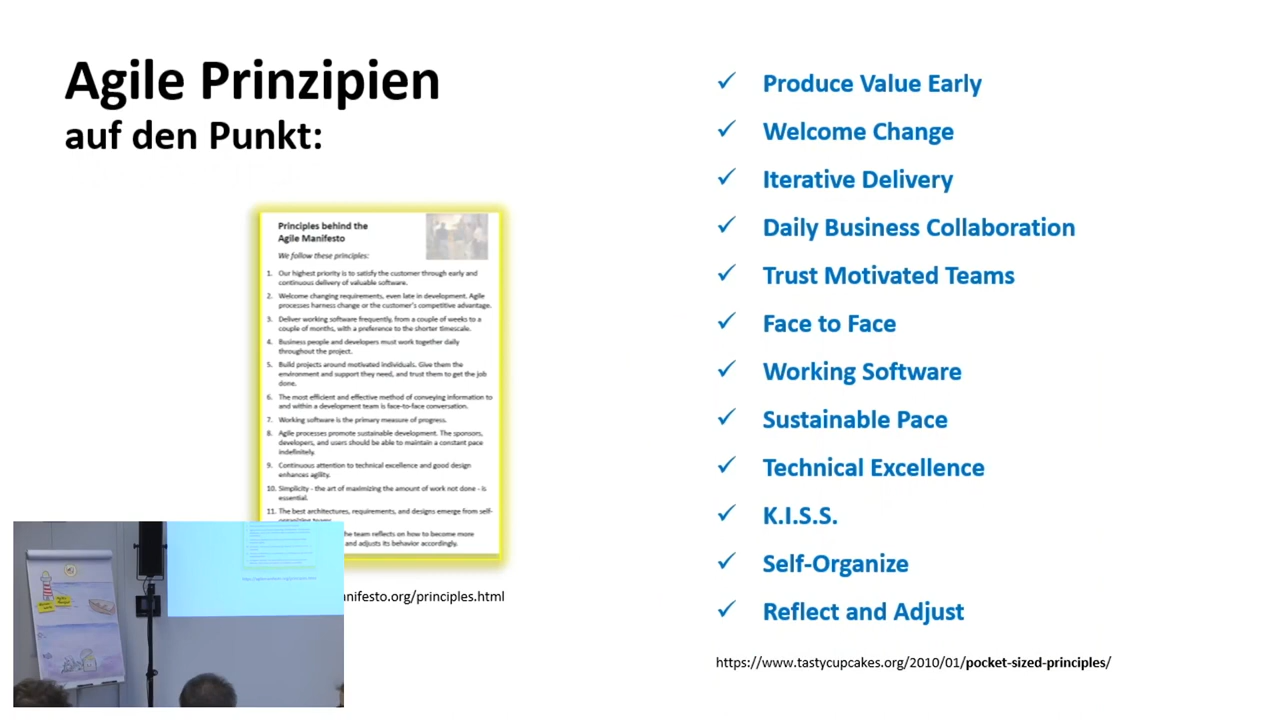 Agile Prinzipien
auf den Punkt:
Principles behind the
Agile Manifesto
We follow these principles:
1. Our highest priority is to satisfy the customer through early and
continuous delivery of valuable software.
2. Welcome changing requirements, even late in development. Agile
processes harness change or the customer's competitive advantage.
3. Deliver working software frequently, from a couple of weeks to a
couple of months, with a preference to the shorter timescale.
4. Business people and developers must work together daily
throughout the project.
5. Build projects around motivated individuals. Give them the
environment and support they need, and trust them to get the job
done.
6. The most efficient and effective method of conveying information to
and within a development team is face-to-face conversation.
7. Working software is the primary measure of progress.
8. Agile processes promote sustainable development. The sponsors,
developers, and users should be able to maintain a constant pace
indefinitely.
9. Continuous attention to technical excellence and good design
enhances agility.
10. Simplicity - the art of maximizing the amount of work not done - is
essential.
11. The best architectures, requirements, and designs emerge from self-
organizing teams.
he team reflects on how to become more
and adjusts its behavior accordingly.
nifesto.org/principles.html
✓ Produce Value Early
✓ Welcome Change
✓ Iterative Delivery
✓ Daily Business Collaboration
✓ Trust Motivated Teams
✓ Face to Face
✓ Working Software
✓ Sustainable Pace
✓ Technical Excellence
✓ K.I.S.S.
✓ Self-Organize
✓ Reflect and Adjust
https://www.tastycupcakes.org/2010/01/pocket-sized-principles/